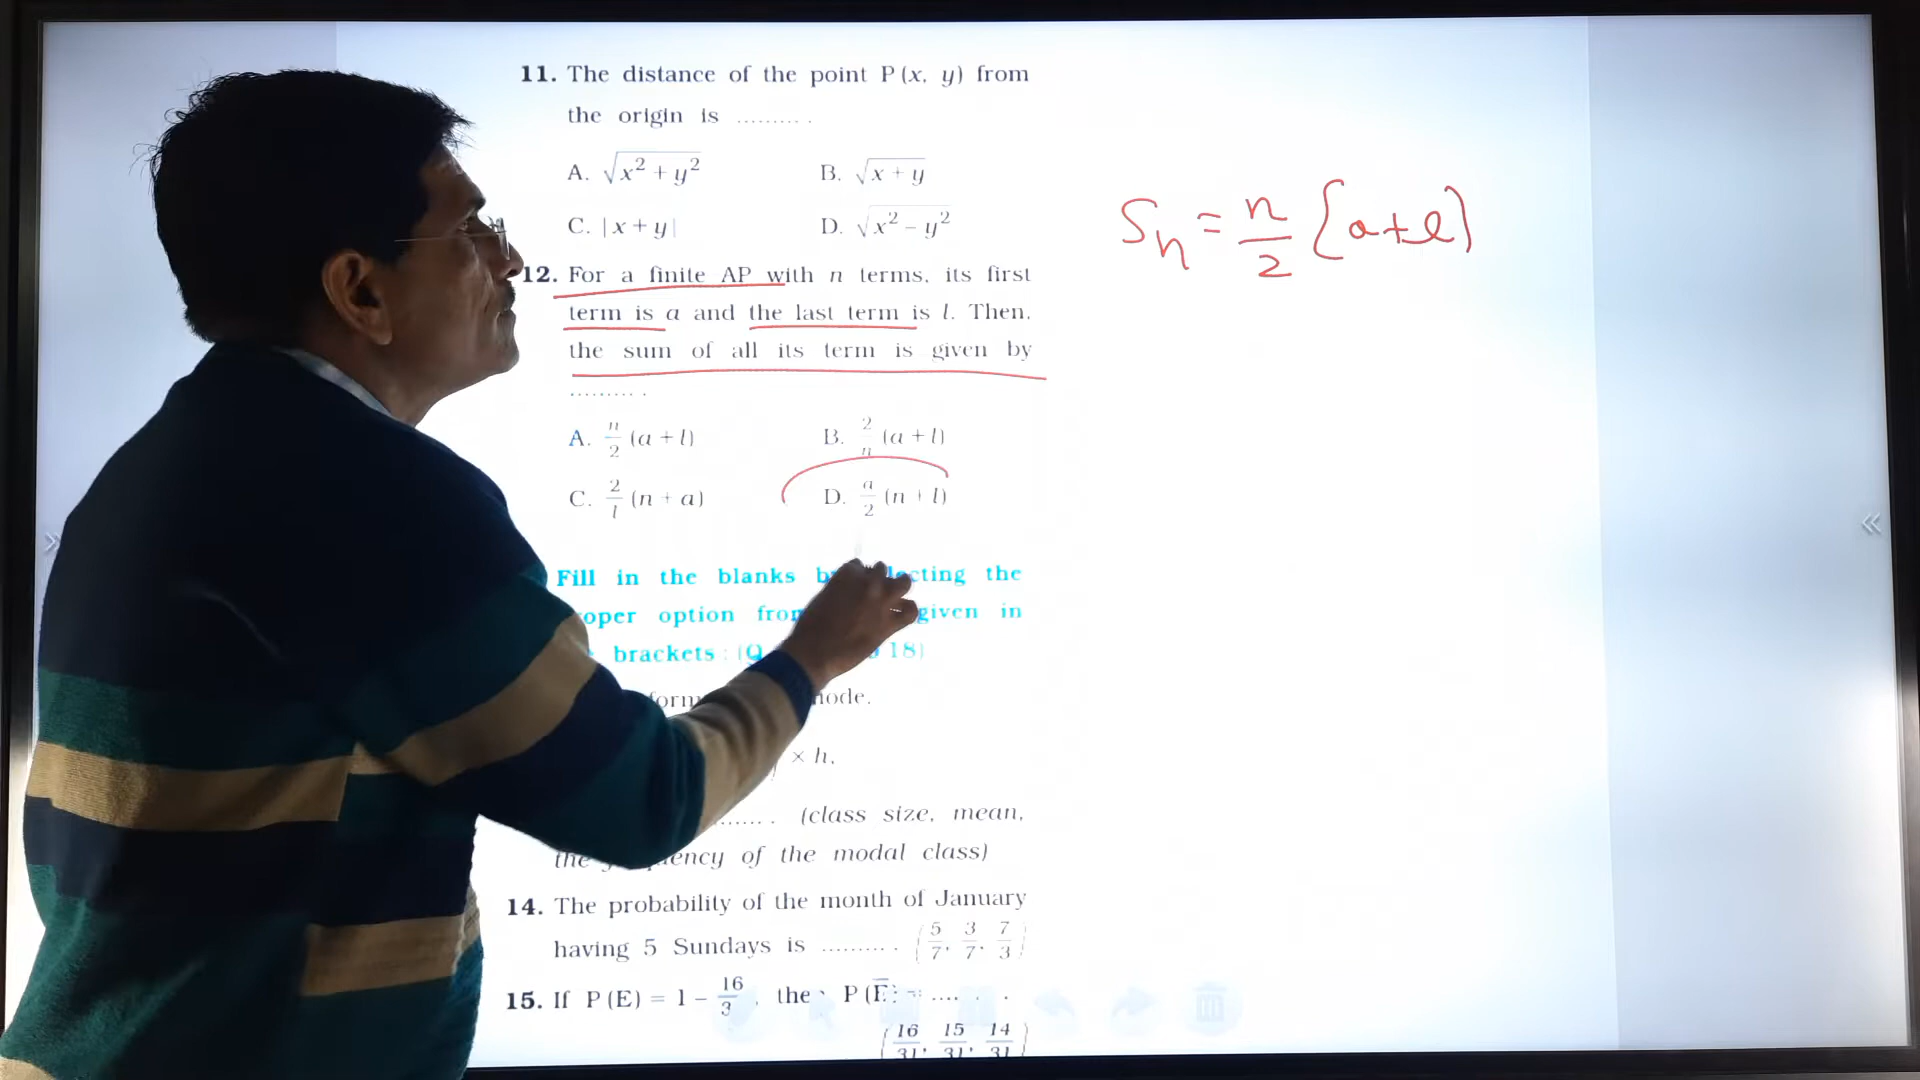 11. The distance of the point P (x, y) from
the origin is ......... .
A. √x² + y² B. √x + y
C. |x + y| D. √x² – y²
12. For a finite AP with n terms, its first
term is a and the last term is l. Then,
the sum of all its term is given by
......... .
A. n/2 (a + l) B. 2/n (a + l)
C. 2/l (n + a) D. a/2 (n + l)
Fill in the blanks the
option given in
brackets : 18)
mode.
× h,
....... (class size, mean,
the of the modal class)
14. The probability of the month of January
having 5 Sundays is ......... . (5/7, 3/7, 7/3)
15. If P (E) = 1 – 16/3 , the P (E̅) = .... .
(16/31, 15/31, 14/31)
Sn = n/2 [a+l]